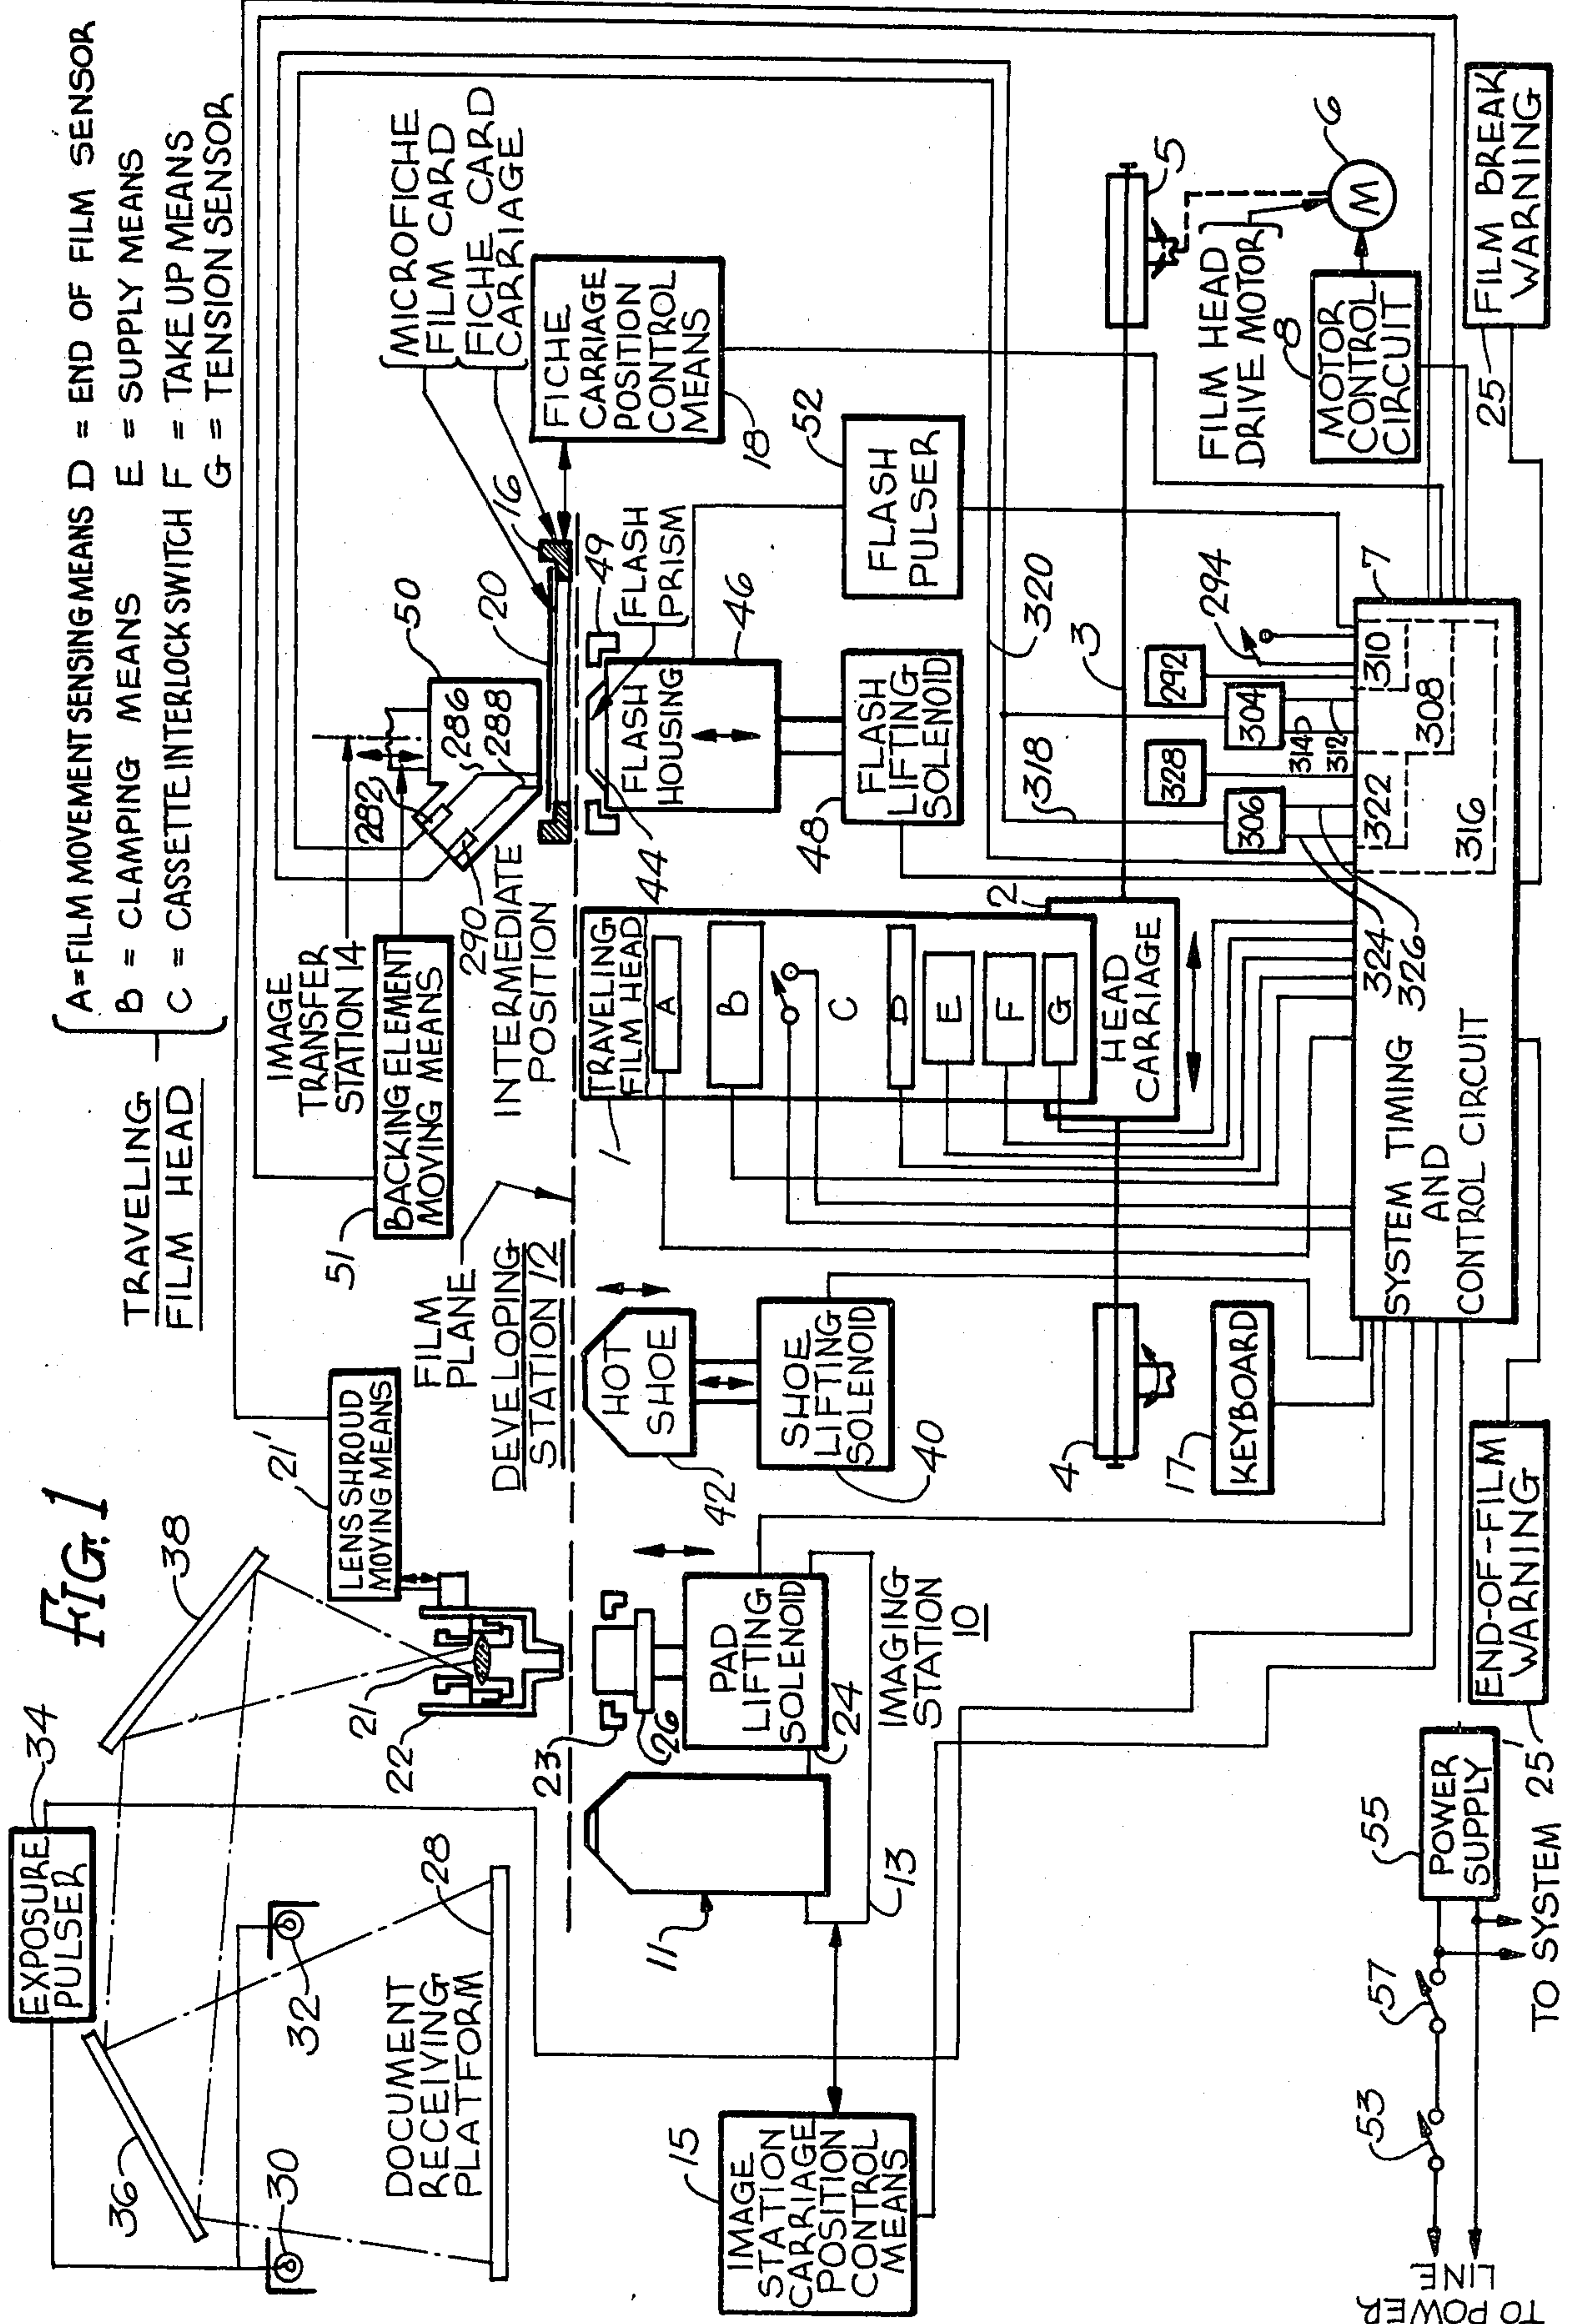 FIG. 1
TRAVELING
FILM HEAD
A = FILM MOVEMENT SENSING MEANS
B = CLAMPING MEANS
C = CASSETTE INTERLOCK SWITCH
D = END OF FILM SENSOR
E = SUPPLY MEANS
F = TAKE UP MEANS
G = TENSION SENSOR
EXPOSURE
PULSER
34
38
36
30
32
28
DOCUMENT
RECEIVING
PLATFORM
LENS SHROUD
MOVING MEANS
21'
21
22
23
26
FILM
PLANE
DEVELOPING
STATION 12
IMAGE
TRANSFER
STATION 14
BACKING ELEMENT
MOVING MEANS
51
INTERMEDIATE
POSITION
282
286
288
290
50
20
16
MICROFICHE
FILM CARD
FICHE CARD
CARRIAGE
FICHE
CARRIAGE
POSITION
CONTROL
MEANS
18
49
FLASH
PRISM
44
FLASH
HOUSING
46
FLASH
LIFTING
SOLENOID
48
FLASH
PULSER
52
11
13
PAD
LIFTING
SOLENOID
24
IMAGING
STATION
10
HOT
SHOE
42
SHOE
LIFTING
SOLENOID
40
TRAVELING
FILM HEAD
1
A
B
C
D
E
F
G
HEAD
CARRIAGE
2
3
4
5
6
M
FILM HEAD
DRIVE MOTOR
8
MOTOR
CONTROL
CIRCUIT
IMAGE
STATION
CARRIAGE
POSITION
CONTROL
MEANS
15
17
KEYBOARD
318
320
306
328
304
292
294
314
312
324
326
322
308
310
316
7
SYSTEM TIMING
AND
CONTROL CIRCUIT
25
FILM BREAK
WARNING
END-OF-FILM
WARNING
25'
POWER
SUPPLY
55
57
53
TO SYSTEM
TO POWER
LINE